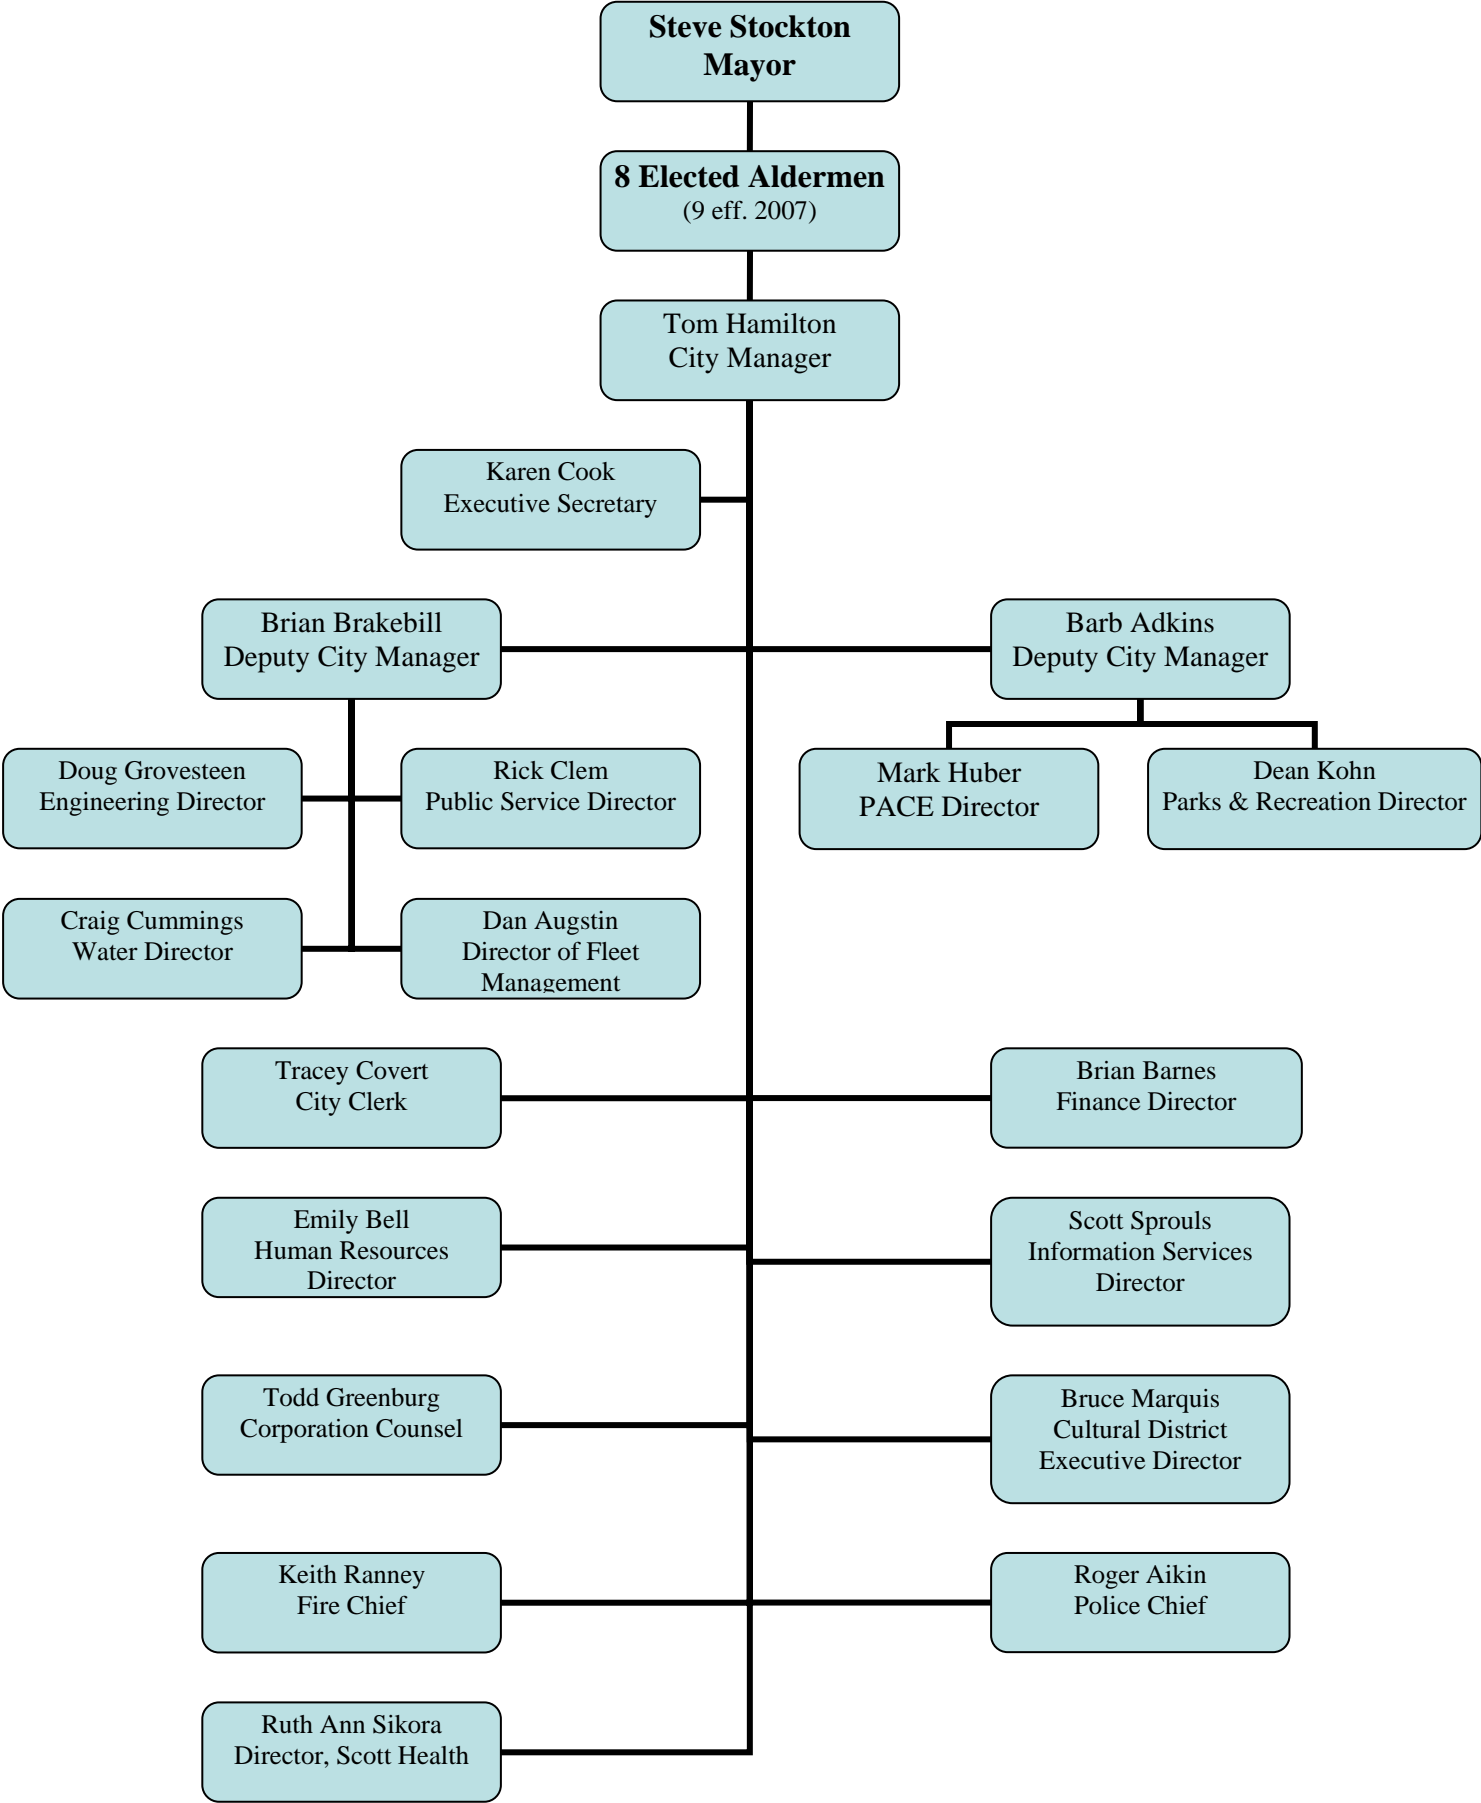 Steve Stockton
Mayor
8 Elected Aldermen
(9 eff. 2007)
Tom Hamilton
City Manager
Karen Cook
Executive Secretary
Brian Brakebill
Deputy City Manager
Barb Adkins
Deputy City Manager
Doug Grovesteen
Engineering Director
Rick Clem
Public Service Director
Mark Huber
PACE Director
Dean Kohn
Parks & Recreation Director
Craig Cummings
Water Director
Dan Augstin
Director of Fleet
Management
Tracey Covert
City Clerk
Brian Barnes
Finance Director
Emily Bell
Human Resources
Director
Scott Sprouls
Information Services
Director
Todd Greenburg
Corporation Counsel
Bruce Marquis
Cultural District
Executive Director
Keith Ranney
Fire Chief
Roger Aikin
Police Chief
Ruth Ann Sikora
Director, Scott Health